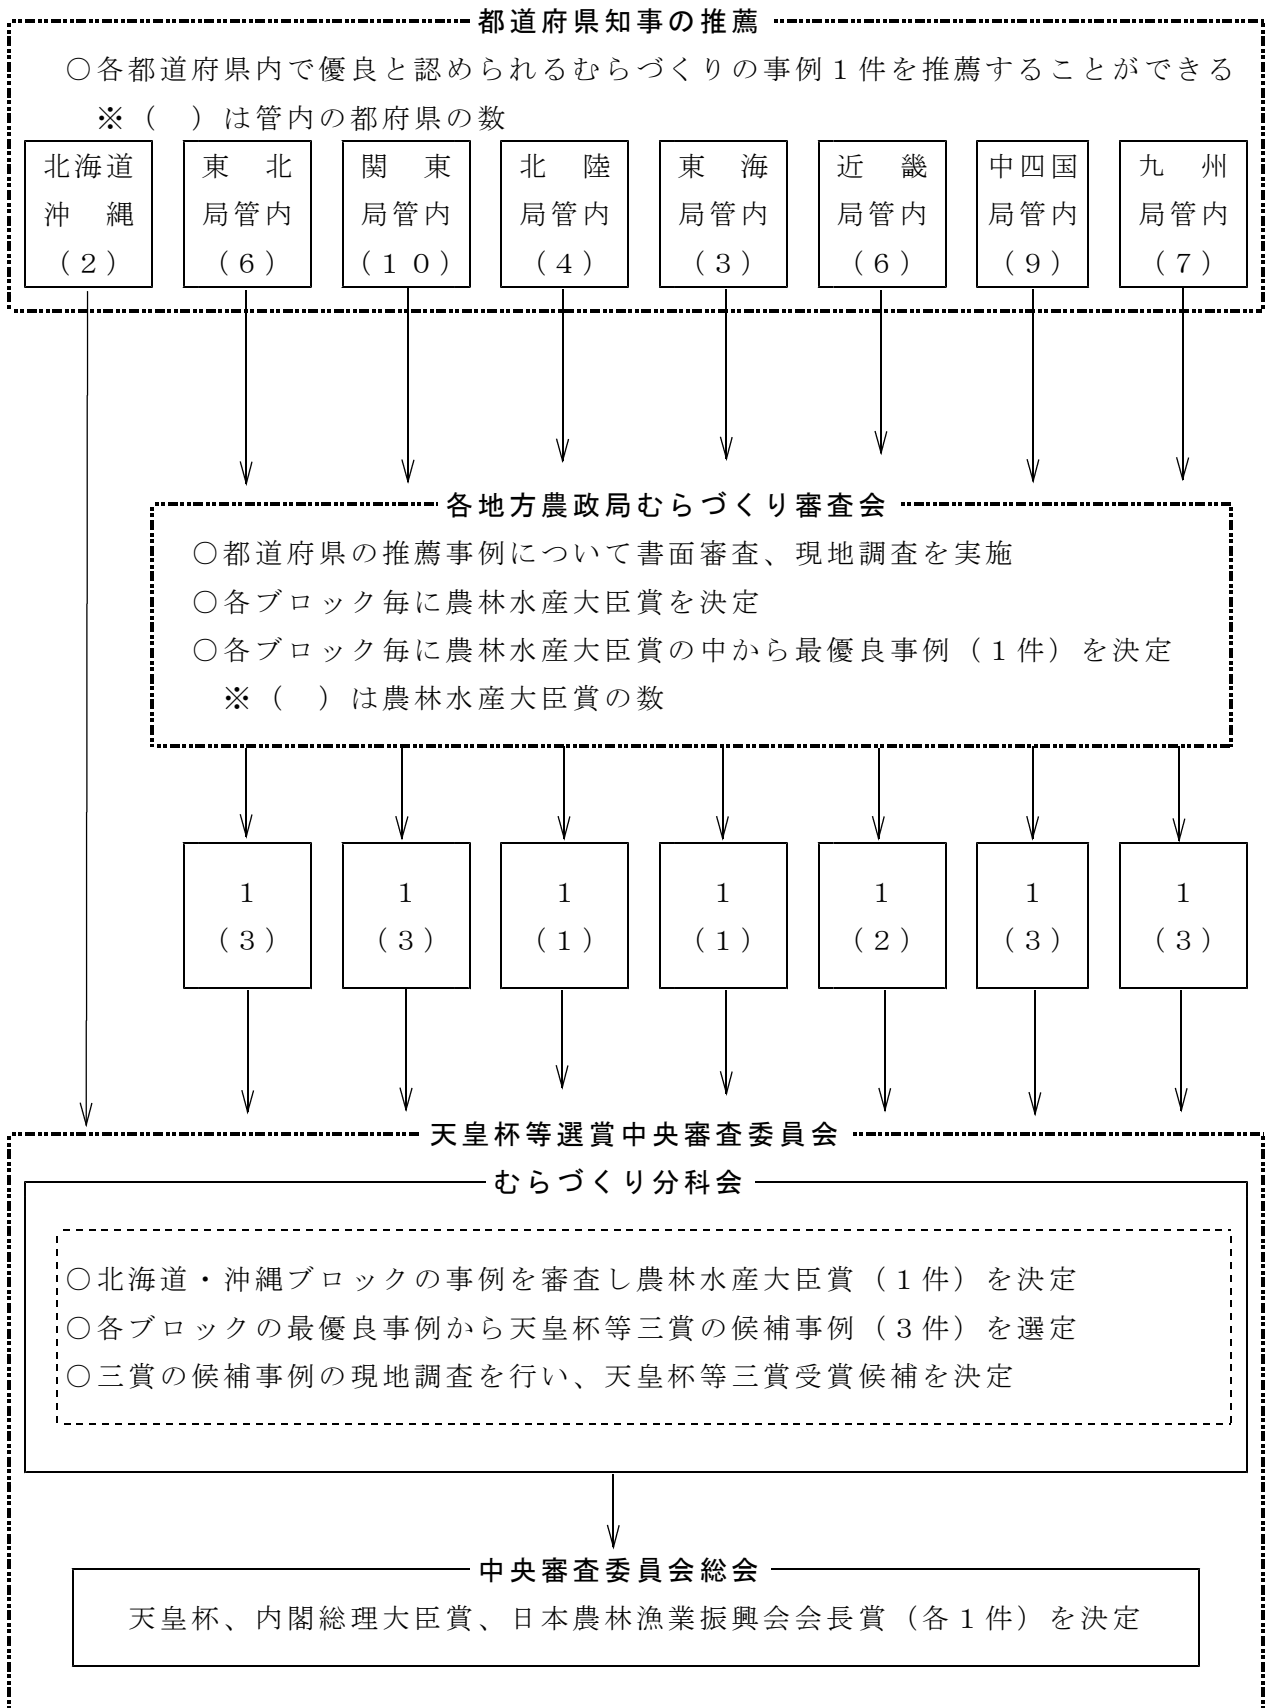 都道府県知事の推薦
○各都道府県内で優良と認められるむらづくりの事例１件を推薦することができる
※（　）は管内の都府県の数
北海道
沖　縄
（２）
東　北
局管内
（６）
関　東
局管内
（１０）
北　陸
局管内
（４）
東　海
局管内
（３）
近　畿
局管内
（６）
中四国
局管内
（９）
九　州
局管内
（７）
各地方農政局むらづくり審査会
○都道府県の推薦事例について書面審査、現地調査を実施
○各ブロック毎に農林水産大臣賞を決定
○各ブロック毎に農林水産大臣賞の中から最優良事例（１件）を決定
※（　）は農林水産大臣賞の数
１
（３）
１
（３）
１
（１）
１
（１）
１
（２）
１
（３）
１
（３）
天皇杯等選賞中央審査委員会
むらづくり分科会
○北海道・沖縄ブロックの事例を審査し農林水産大臣賞（１件）を決定
○各ブロックの最優良事例から天皇杯等三賞の候補事例（３件）を選定
○三賞の候補事例の現地調査を行い、天皇杯等三賞受賞候補を決定
中央審査委員会総会
天皇杯、内閣総理大臣賞、日本農林漁業振興会会長賞（各１件）を決定